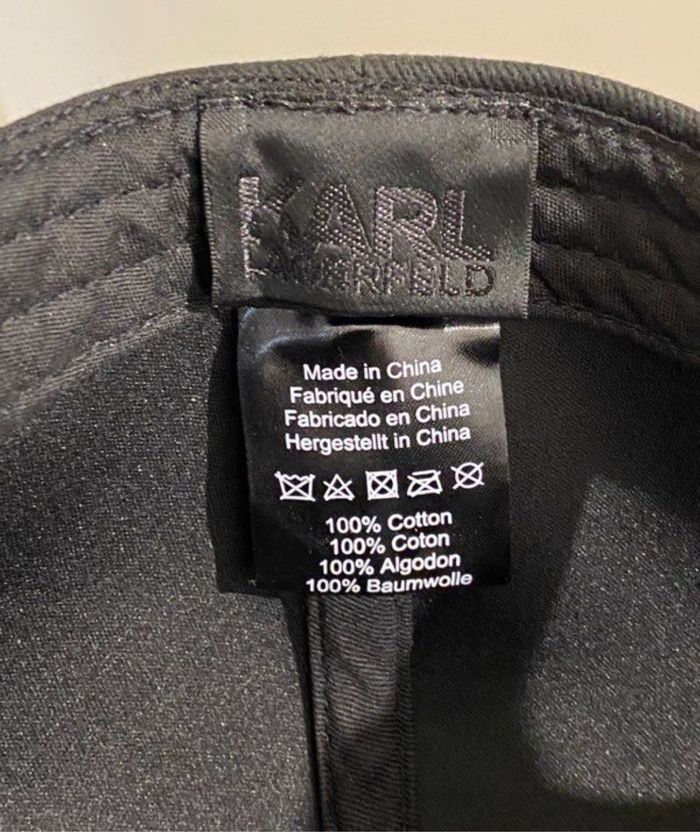 KARL
LAGERFELD
Made in China
Fabriqué en Chine
Fabricado en China
Hergestellt in China
100% Cotton
100% Coton
100% Algodon
100% Baumwolle